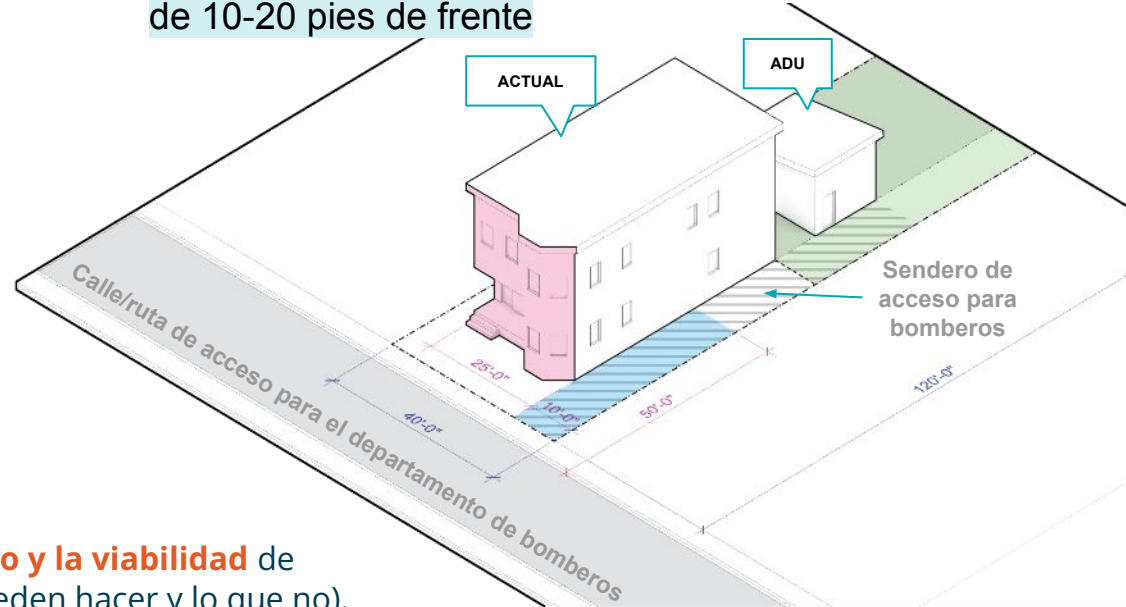 de 10-20 pies de frente
ACTUAL
ADU
Sendero de
acceso para
bomberos
Calle/ruta de acceso para el departamento de bomberos
25'-0"
10'-0"
40'-0"
50'-0"
120'-0"
o y la viabilidad de
eden hacer y lo que no).